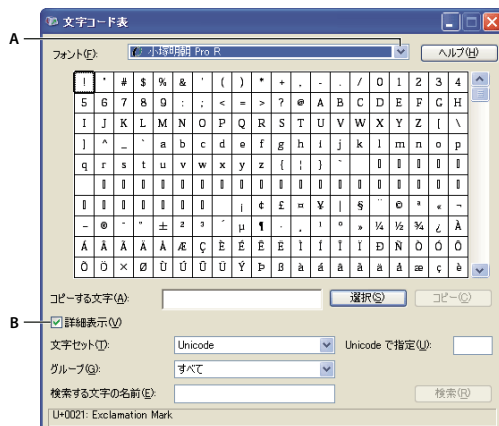 文字コード表
A
フォント(F): 小塚明朝 Pro R ヘルプ(H)
! " # $ % & ' ( ) * + , - . / 0 1 2 3 4
5 6 7 8 9 : ; < = > ? @ A B C D E F G H
I J K L M N O P Q R S T U V W X Y Z [ \
] ^ _ ` a b c d e f g h i j k l m n o p
q r s t u v w x y z { | } ~
¡ ¢ £ ¤ ¥ ¦ § ¨ © ª « ¬
- ® ¯ ° ± ² ³ ´ µ ¶ · ¸ ¹ º » ¼ ½ ¾ ¿ À
Á Â Ã Ä Å Æ Ç È É Ê Ë Ì Í Î Ï Ð Ñ Ò Ó Ô
Õ Ö × Ø Ù Ú Û Ü Ý Þ ß à á â ã ä å æ ç è
コピーする文字(A): 選択(S) コピー(C)
B
詳細表示(V)
文字セット(T): Unicode Unicode で指定(U):
グループ(G): すべて
検索する文字の名前(E): 検索(R)
U+0021: Exclamation Mark